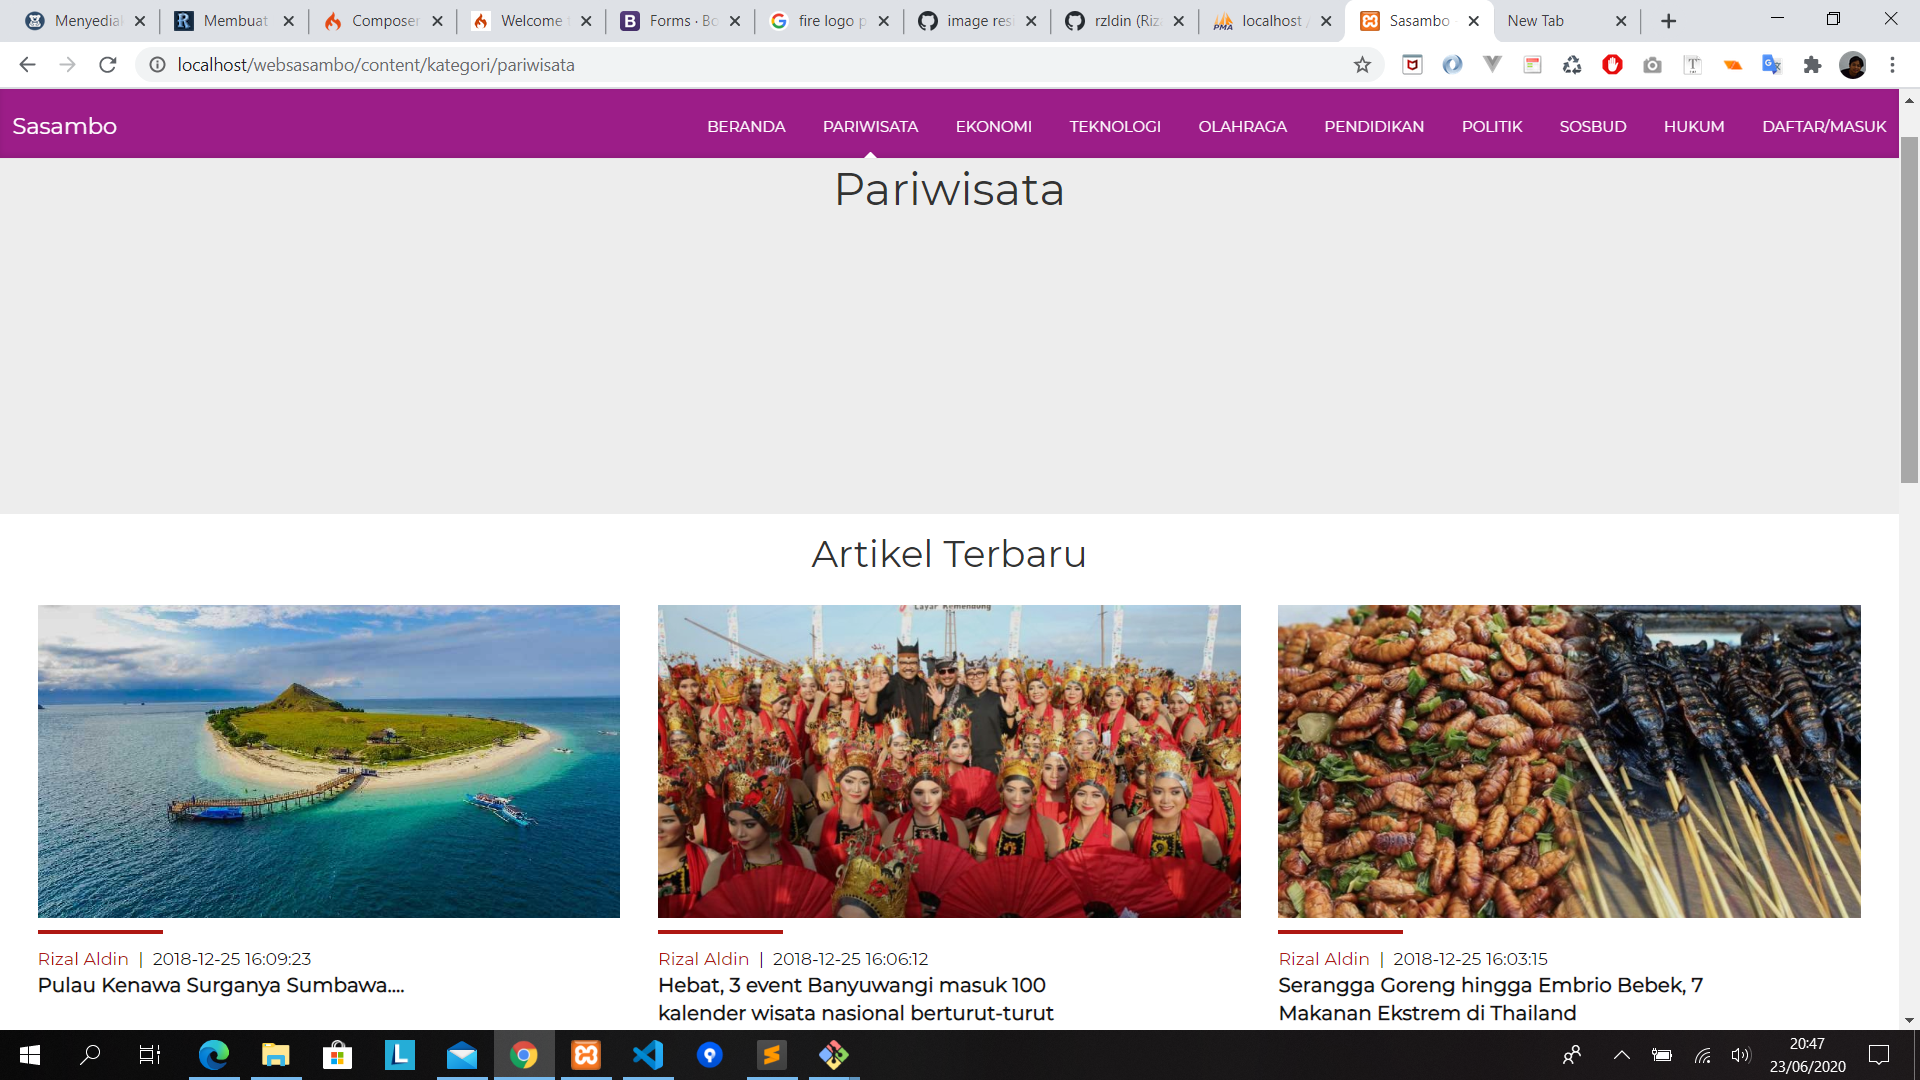 Menyedial
Membuat
Composer
Welcome t
Forms · Bo
fire logo p
image resi
rzldin (Riz
localhost /
Sasambo
New Tab
localhost/websasambo/content/kategori/pariwisata
Sasambo
BERANDA
PARIWISATA
EKONOMI
TEKNOLOGI
OLAHRAGA
PENDIDIKAN
POLITIK
SOSBUD
HUKUM
DAFTAR/MASUK
Pariwisata
Artikel Terbaru
Layar Kemendung
Rizal Aldin | 2018-12-25 16:09:23
Pulau Kenawa Surganya Sumbawa....
Rizal Aldin | 2018-12-25 16:06:12
Hebat, 3 event Banyuwangi masuk 100
kalender wisata nasional berturut-turut
Rizal Aldin | 2018-12-25 16:03:15
Serangga Goreng hingga Embrio Bebek, 7
Makanan Ekstrem di Thailand
20:47
23/06/2020